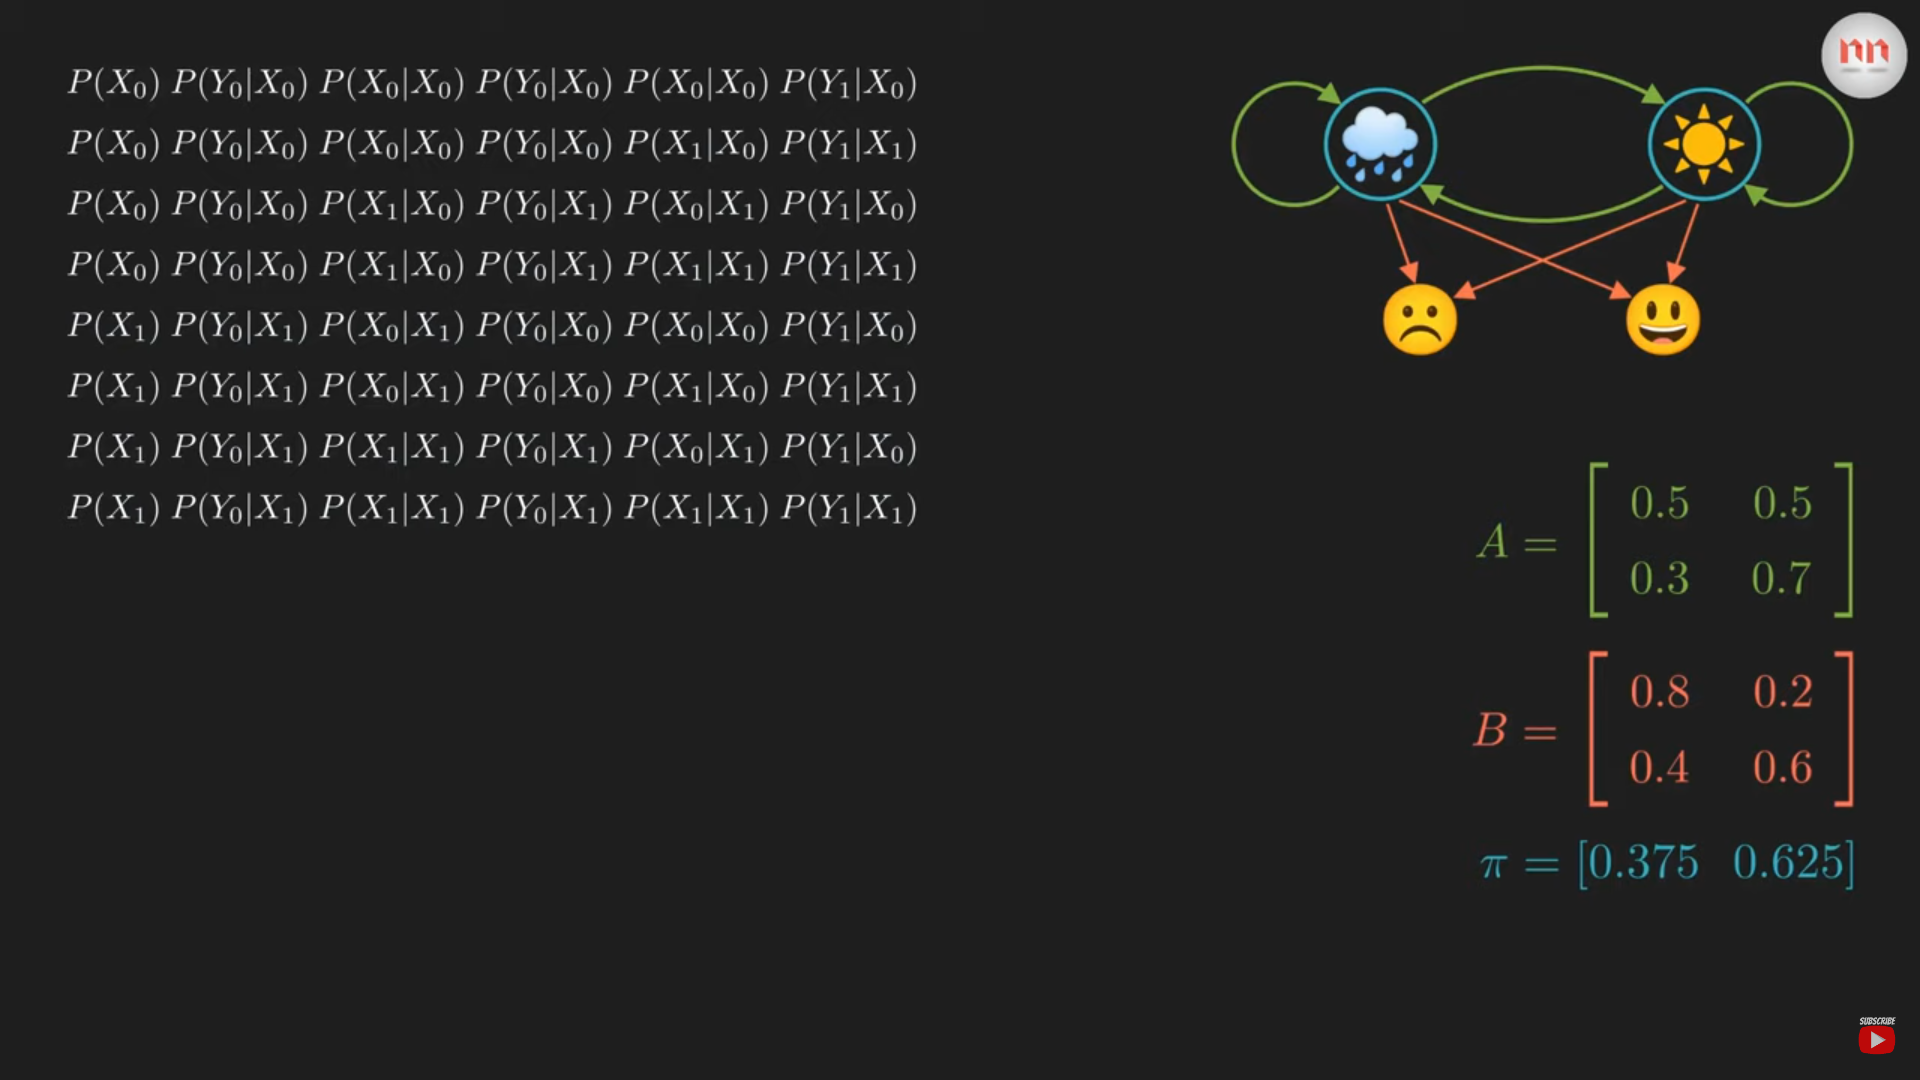 P(X₀) P(Y₀|X₀) P(X₀|X₀) P(Y₀|X₀) P(X₀|X₀) P(Y₁|X₀)
P(X₀) P(Y₀|X₀) P(X₀|X₀) P(Y₀|X₀) P(X₁|X₀) P(Y₁|X₁)
P(X₀) P(Y₀|X₀) P(X₁|X₀) P(Y₀|X₁) P(X₀|X₁) P(Y₁|X₀)
P(X₀) P(Y₀|X₀) P(X₁|X₀) P(Y₀|X₁) P(X₁|X₁) P(Y₁|X₁)
P(X₁) P(Y₀|X₁) P(X₀|X₁) P(Y₀|X₀) P(X₀|X₀) P(Y₁|X₀)
P(X₁) P(Y₀|X₁) P(X₀|X₁) P(Y₀|X₀) P(X₁|X₀) P(Y₁|X₁)
P(X₁) P(Y₀|X₁) P(X₁|X₁) P(Y₀|X₁) P(X₀|X₁) P(Y₁|X₀)
P(X₁) P(Y₀|X₁) P(X₁|X₁) P(Y₀|X₁) P(X₁|X₁) P(Y₁|X₁)
nn
0.5 0.5
A =
0.3 0.7
0.8 0.2
B =
0.4 0.6
π = [0.375 0.625]
SUBSCRIBE